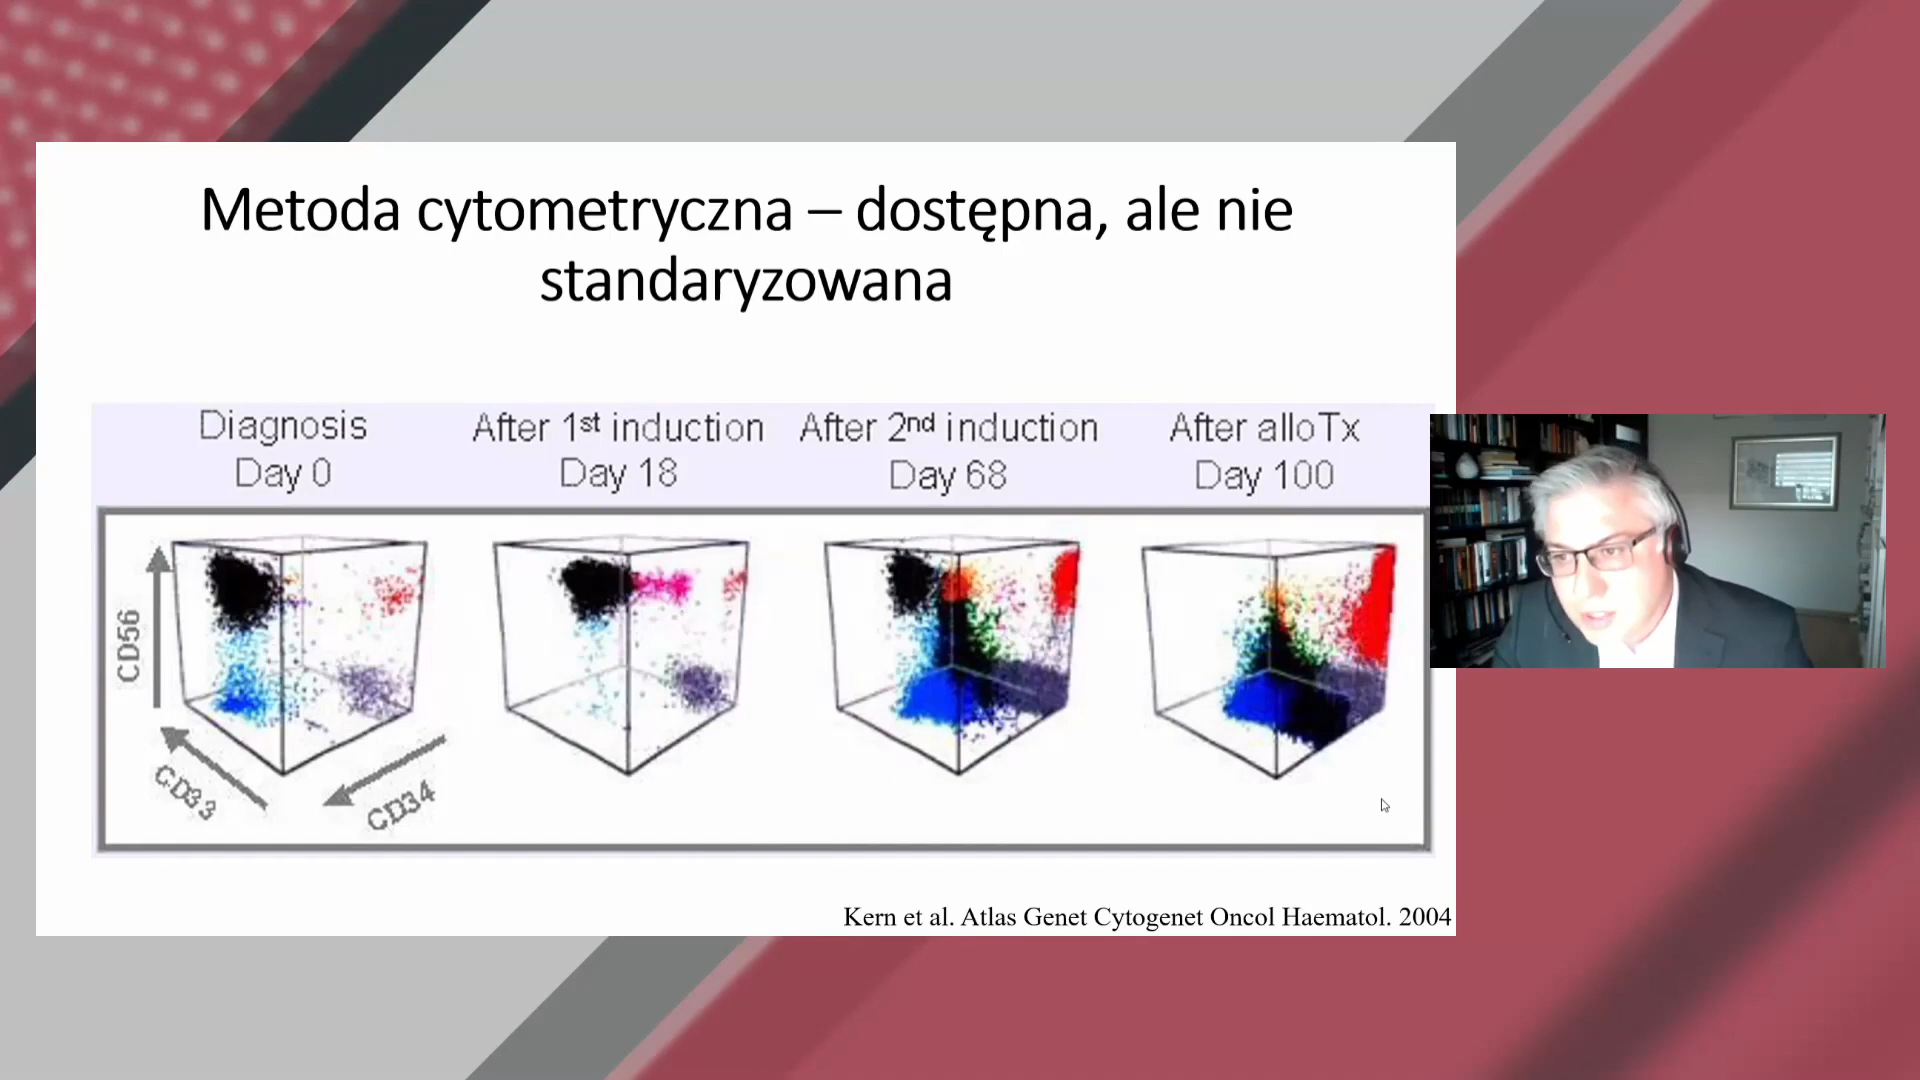 Metoda cytometryczna – dostępna, ale nie
standaryzowana
Diagnosis
Day 0
After 1st induction
Day 18
After 2nd induction
Day 68
After alloTx
Day 100
CD56
CD33
CD34
Kern et al. Atlas Genet Cytogenet Oncol Haematol. 2004